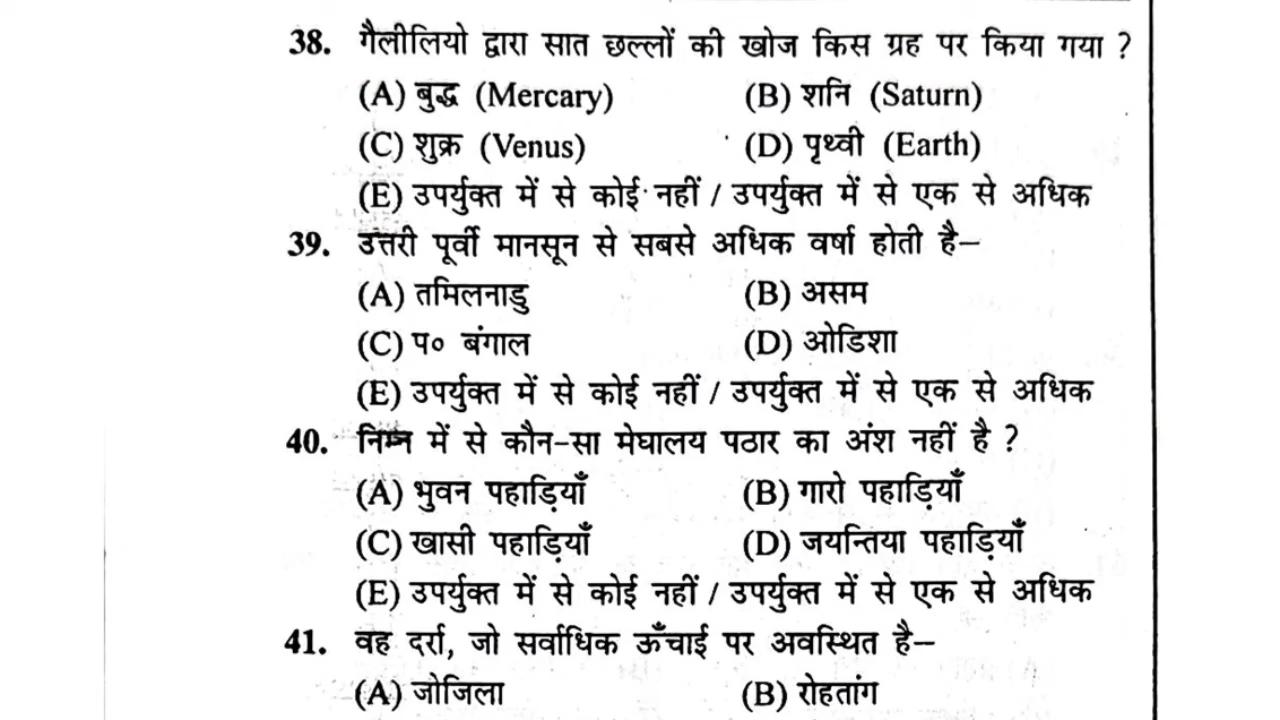 38. गैलीलियो द्वारा सात छल्लों की खोज किस ग्रह पर किया गया ?
(A) बुद्ध (Mercary) (B) शनि (Saturn)
(C) शुक्र (Venus) (D) पृथ्वी (Earth)
(E) उपर्युक्त में से कोई नहीं / उपर्युक्त में से एक से अधिक
39. उत्तरी पूर्वी मानसून से सबसे अधिक वर्षा होती है–
(A) तमिलनाडु (B) असम
(C) प० बंगाल (D) ओडिशा
(E) उपर्युक्त में से कोई नहीं / उपर्युक्त में से एक से अधिक
40. निम्न में से कौन-सा मेघालय पठार का अंश नहीं है ?
(A) भुवन पहाड़ियाँ (B) गारो पहाड़ियाँ
(C) खासी पहाड़ियाँ (D) जयन्तिया पहाड़ियाँ
(E) उपर्युक्त में से कोई नहीं / उपर्युक्त में से एक से अधिक
41. वह दर्रा, जो सर्वाधिक ऊँचाई पर अवस्थित है–
(A) जोजिला (B) रोहतांग